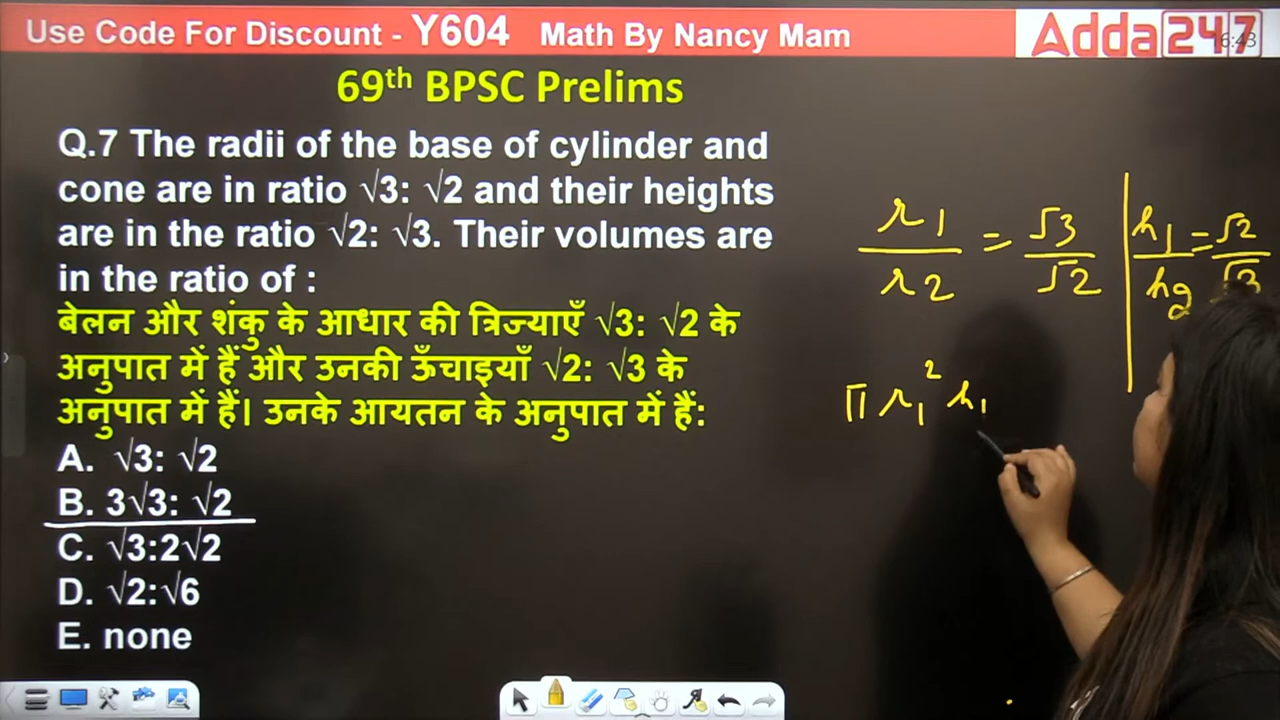 Use Code For Discount - Y604 Math By Nancy Mam
Adda247
16:43
69th BPSC Prelims
Q.7 The radii of the base of cylinder and
cone are in ratio √3: √2 and their heights
are in the ratio √2: √3. Their volumes are
in the ratio of :
बेलन और शंकु के आधार की त्रिज्याएँ √3: √2 के
अनुपात में हैं और उनकी ऊँचाइयाँ √2: √3 के
अनुपात में हैं। उनके आयतन के अनुपात में हैं:
A. √3: √2
B. 3√3: √2
C. √3:2√2
D. √2:√6
E. none
r1/r2 = √3/√2 | h1/h2 = √2/√3
π r₁² h₁